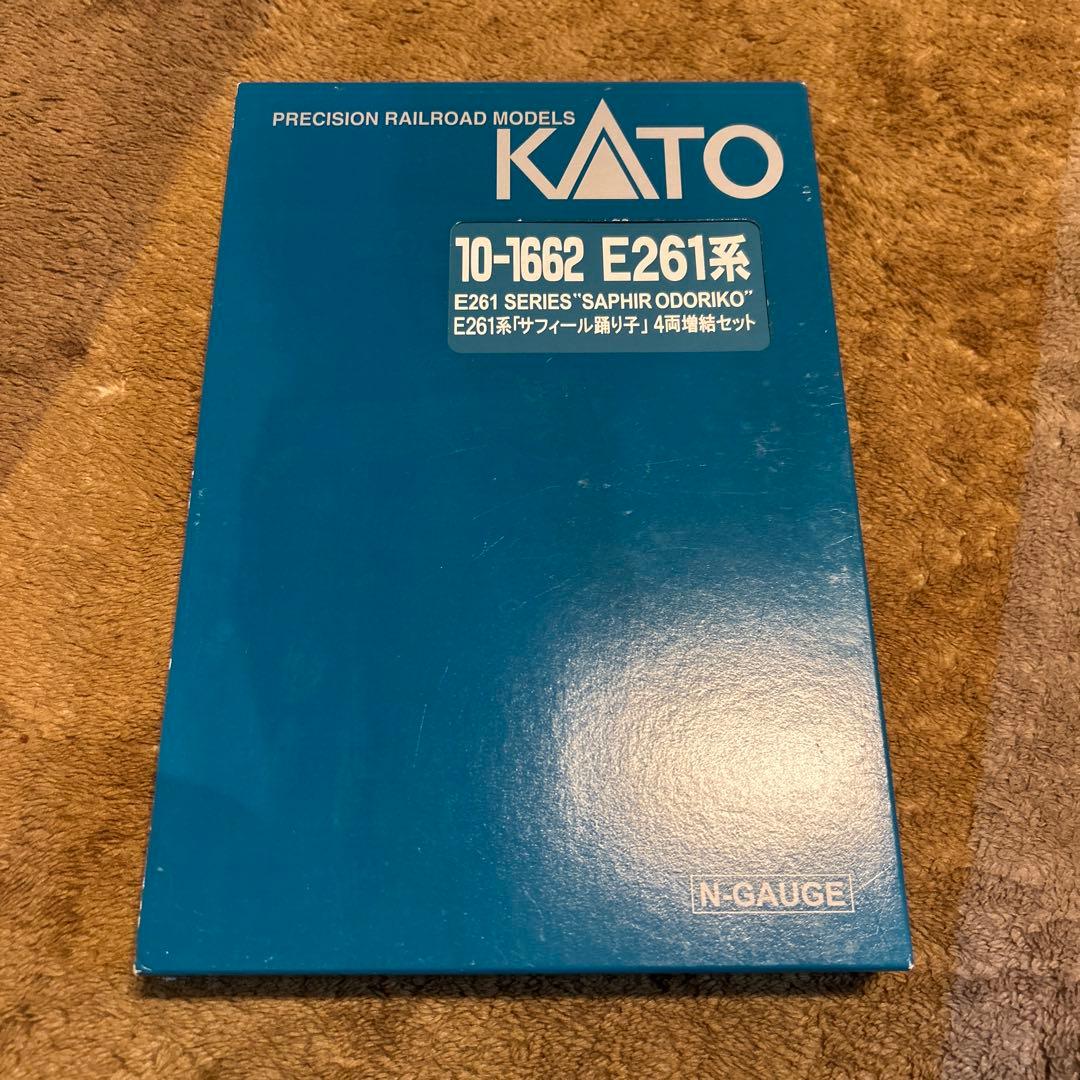 PRECISION RAILROAD MODELS
KATO
10-1662 E261系
E261 SERIES "SAPHIR ODORIKO"
E261系「サフィール踊り子」 4両増結セット
N-GAUGE